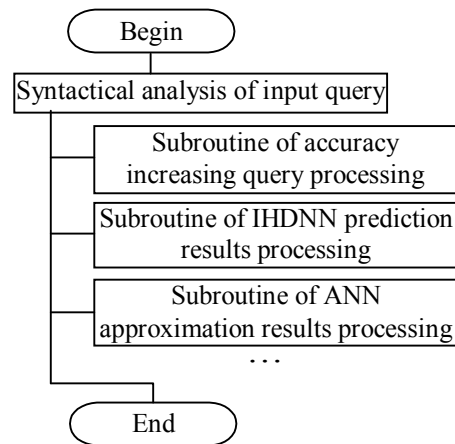 Begin
Syntactical analysis of input query
Subroutine of accuracy
increasing query processing
Subroutine of IHDNN prediction
results processing
Subroutine of ANN
approximation results processing
...
End